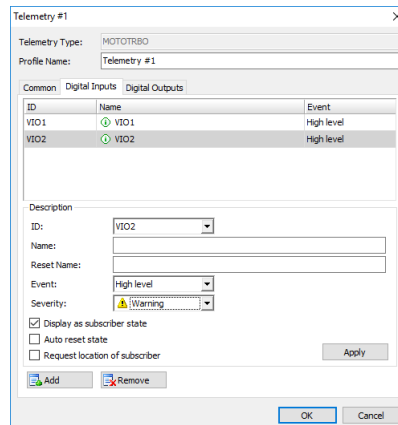 Telemetry #1
Telemetry Type: MOTOTRBO
Profile Name: Telemetry #1
Common Digital Inputs Digital Outputs
ID Name Event
VIO1 VIO1 High level
VIO2 VIO2 High level
Description
ID: VIO2
Name:
Reset Name:
Event: High level
Severity: Warning
Display as subscriber state
Auto reset state
Request location of subscriber
Apply
Add Remove
OK Cancel